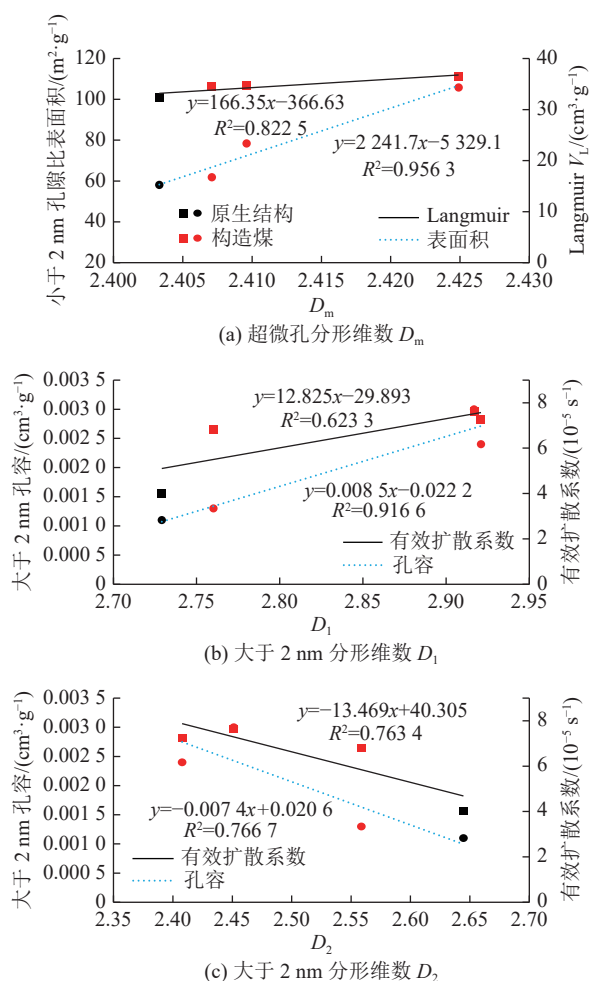 小于 2 nm 孔隙比表面积/(m²·g⁻¹)
120
100
80
60
40
20
y=166.35x−366.63
R²=0.822 5
y=2 241.7x−5 329.1
R²=0.956 3
原生结构
构造煤
Langmuir
表面积
40
30
20
10
0
Langmuir V_L/(cm³·g⁻¹)
2.400 2.405 2.410 2.415 2.420 2.425 2.430
D_m
(a) 超微孔分形维数 D_m
大于 2 nm 孔容/(cm³·g⁻¹)
0.003 5
0.003 0
0.002 5
0.002 0
0.001 5
0.001 0
0.000 5
0
y=12.825x−29.893
R²=0.623 3
y=0.008 5x−0.022 2
R²=0.916 6
有效扩散系数
孔容
8
6
4
2
0
有效扩散系数/(10⁻⁵ s⁻¹)
2.70 2.75 2.80 2.85 2.90 2.95
D₁
(b) 大于 2 nm 分形维数 D₁
大于 2 nm 孔容/(cm³·g⁻¹)
0.003 5
0.003 0
0.002 5
0.002 0
0.001 5
0.001 0
0.000 5
0
y=−13.469x+40.305
R²=0.763 4
y=−0.007 4x+0.020 6
R²=0.766 7
有效扩散系数
孔容
8
6
4
2
0
有效扩散系数/(10⁻⁵ s⁻¹)
2.35 2.40 2.45 2.50 2.55 2.60 2.65 2.70
D₂
(c) 大于 2 nm 分形维数 D₂